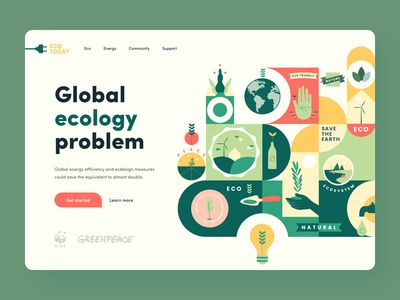 ECO
TODAY
Eco
Energy
Community
Support
Global
ecology
problem
Global energy efficiency and ecodesign measures
could save the equivalent to almost double.
Get started
Learn more
GREENPEACE
ECO FRIENDLY
NATURE
SAVE
THE
EARTH
ECO
PEACE
ECO
ECOSYSTEM
NATURAL